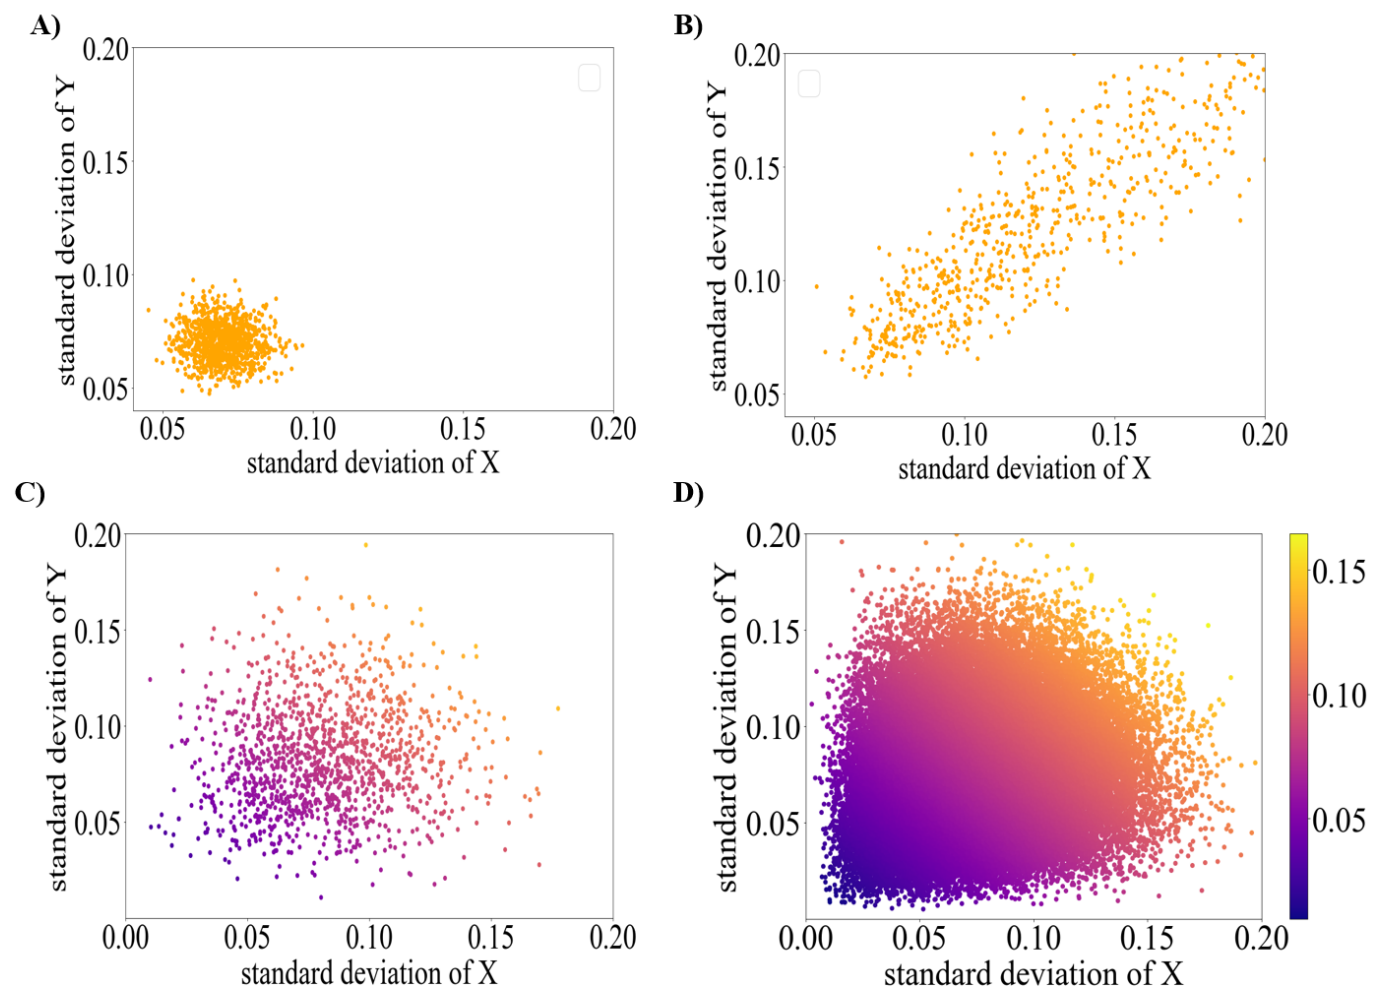 A)
0.20
0.15
0.10
0.05
standard deviation of Y
0.05 0.10 0.15 0.20
standard deviation of X
B)
0.20
0.15
0.10
0.05
standard deviation of Y
0.05 0.10 0.15 0.20
standard deviation of X
C)
0.20
0.15
0.10
0.05
standard deviation of Y
0.00 0.05 0.10 0.15 0.20
standard deviation of X
D)
0.20
0.15
0.10
0.05
standard deviation of Y
0.00 0.05 0.10 0.15 0.20
standard deviation of X
0.15
0.10
0.05